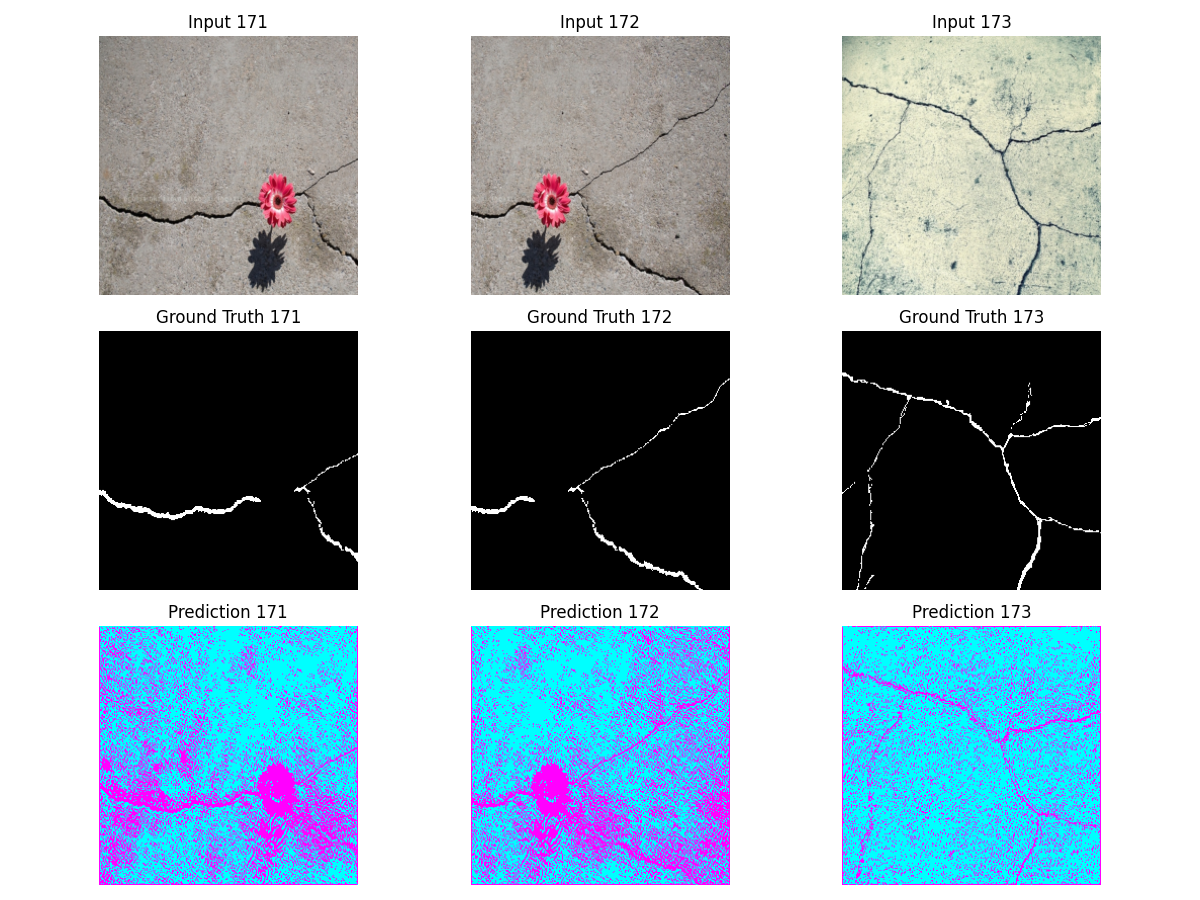 Input 171
Input 172
Input 173
Ground Truth 171
Ground Truth 172
Ground Truth 173
Prediction 171
Prediction 172
Prediction 173